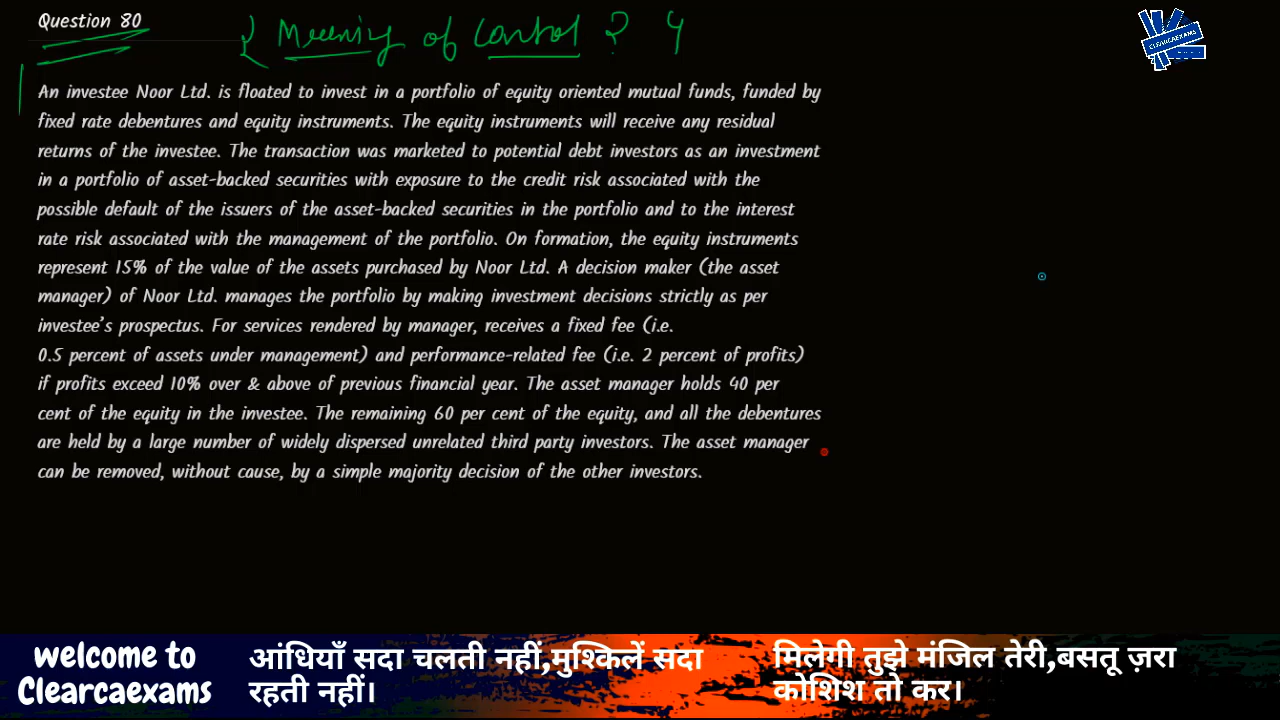 Question 80
{ Meening of Control ? }
CLEARCAEXAMS
An investee Noor Ltd. is floated to invest in a portfolio of equity oriented mutual funds, funded by
fixed rate debentures and equity instruments. The equity instruments will receive any residual
returns of the investee. The transaction was marketed to potential debt investors as an investment
in a portfolio of asset-backed securities with exposure to the credit risk associated with the
possible default of the issuers of the asset-backed securities in the portfolio and to the interest
rate risk associated with the management of the portfolio. On formation, the equity instruments
represent 15% of the value of the assets purchased by Noor Ltd. A decision maker (the asset
manager) of Noor Ltd. manages the portfolio by making investment decisions strictly as per
investee's prospectus. For services rendered by manager, receives a fixed fee (i.e.
0.5 percent of assets under management) and performance-related fee (i.e. 2 percent of profits)
if profits exceed 10% over & above of previous financial year. The asset manager holds 40 per
cent of the equity in the investee. The remaining 60 per cent of the equity, and all the debentures
are held by a large number of widely dispersed unrelated third party investors. The asset manager
can be removed, without cause, by a simple majority decision of the other investors.
welcome to
Clearcaexams
आंधियाँ सदा चलती नहीं,मुश्किलें सदा
रहती नहीं।
मिलेगी तुझे मंजिल तेरी,बसतू ज़रा
कोशिश तो कर।